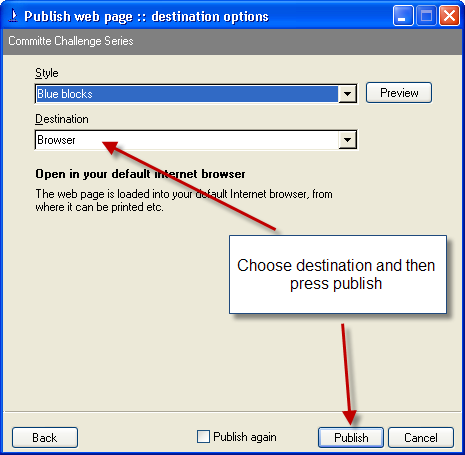 Publish web page :: destination options
Committe Challenge Series
Style
Blue blocks
Preview
Destination
Browser
Open in your default internet browser
The web page is loaded into your default Internet browser, from
where it can be printed etc.
Choose destination and then
press publish
Back
Publish again
Publish
Cancel